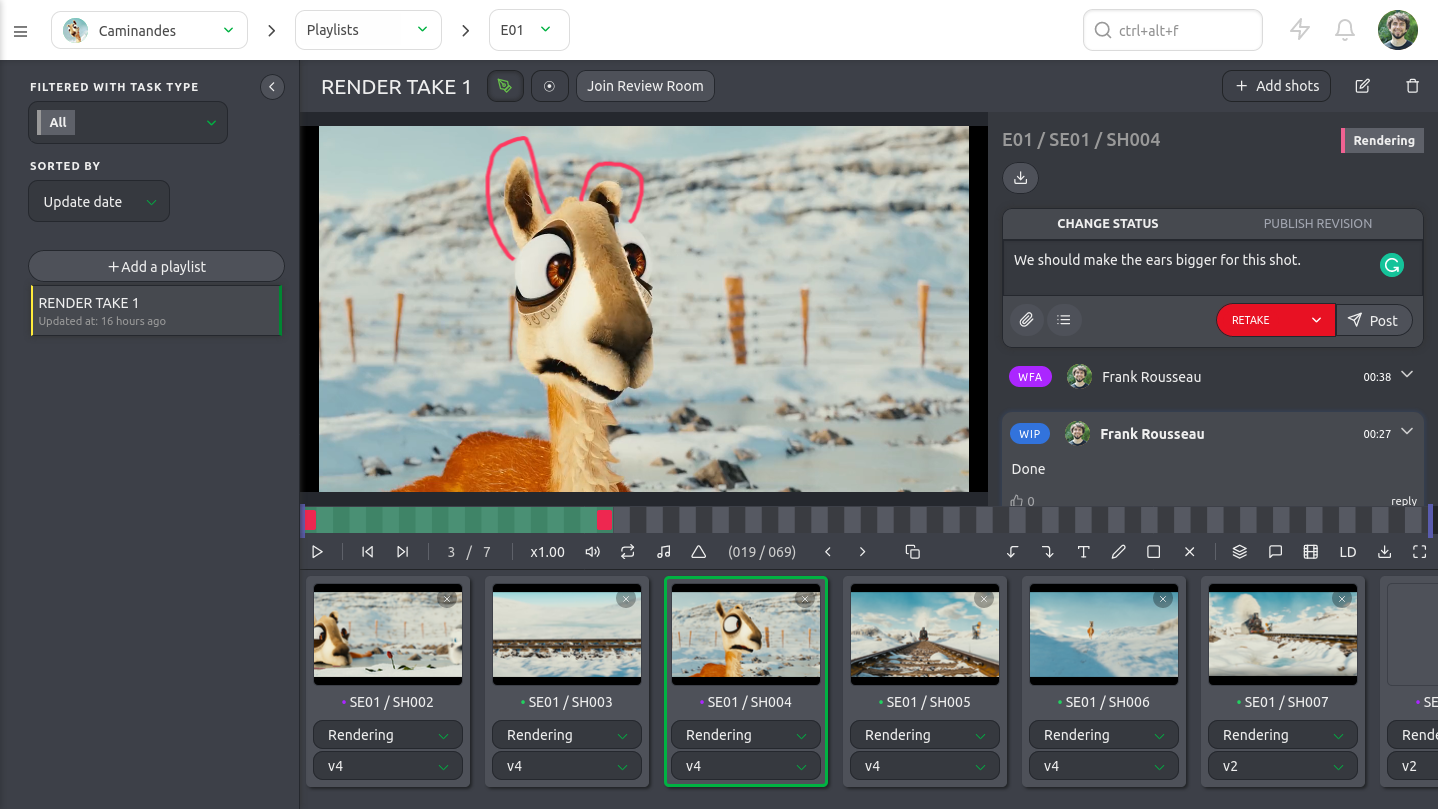 Caminandes
Playlists
E01
ctrl+alt+f
FILTERED WITH TASK TYPE
All
SORTED BY
Update date
Add a playlist
RENDER TAKE 1
Updated at: 16 hours ago
RENDER TAKE 1
Join Review Room
Add shots
E01 / SE01 / SH004
Rendering
CHANGE STATUS
PUBLISH REVISION
We should make the ears bigger for this shot.
RETAKE
Post
WFA
Frank Rousseau
00:38
WIP
Frank Rousseau
00:27
Done
0
reply
3 / 7
x1.00
(019 / 069)
LD
SE01 / SH002
Rendering
v4
SE01 / SH003
Rendering
v4
SE01 / SH004
Rendering
v4
SE01 / SH005
Rendering
v4
SE01 / SH006
Rendering
v4
SE01 / SH007
Rendering
v2
SE
Rende
v2